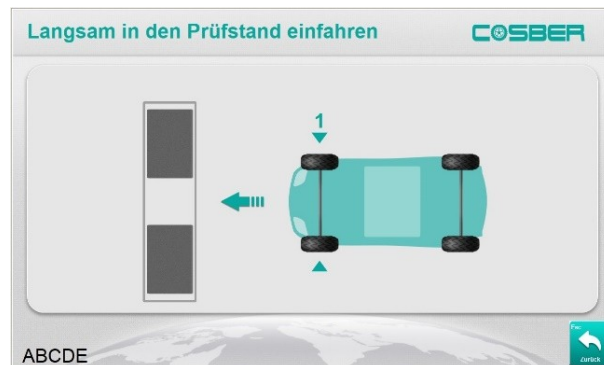 Langsam in den Prüfstand einfahren
COSBER
1
ABCDE
Esc
Zurück